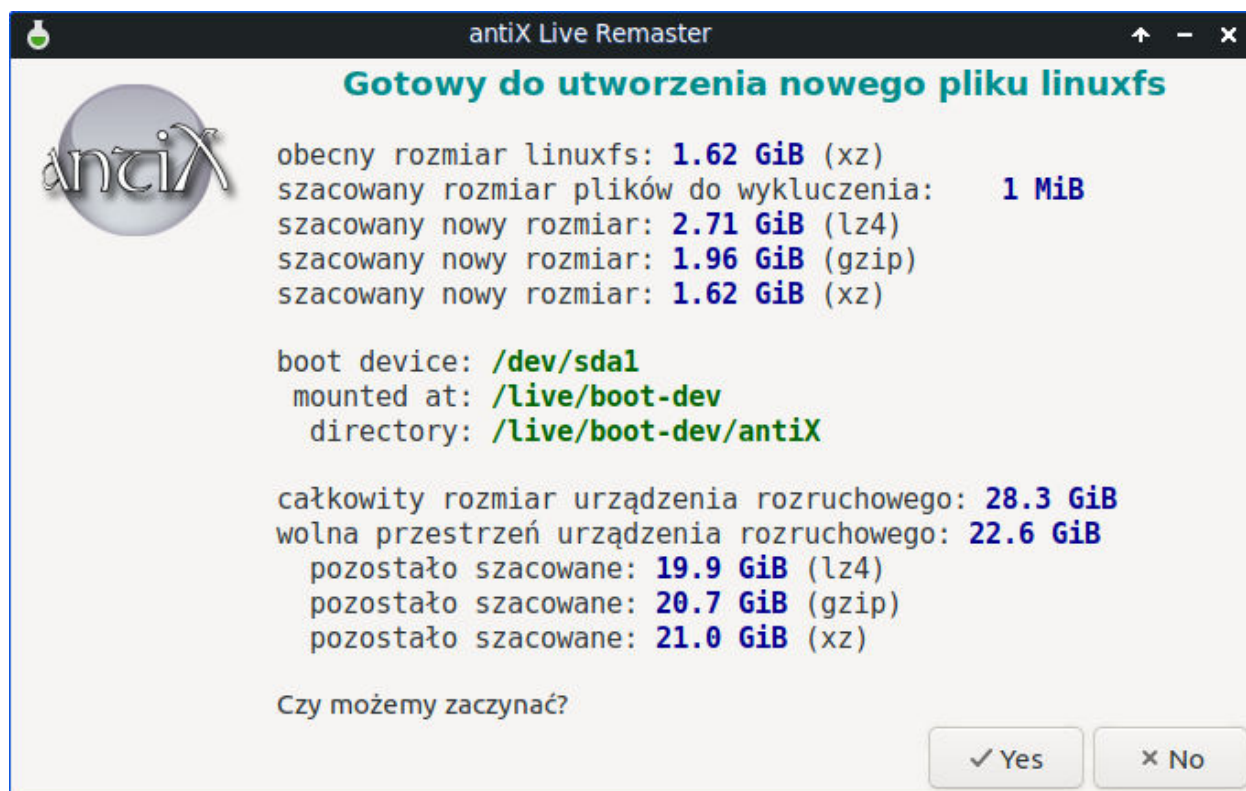 antiX Live Remaster
Gotowy do utworzenia nowego pliku linuxfs
antiX
obecny rozmiar linuxfs: 1.62 GiB (xz)
szacowany rozmiar plików do wykluczenia: 1 MiB
szacowany nowy rozmiar: 2.71 GiB (lz4)
szacowany nowy rozmiar: 1.96 GiB (gzip)
szacowany nowy rozmiar: 1.62 GiB (xz)
boot device: /dev/sda1
mounted at: /live/boot-dev
directory: /live/boot-dev/antiX
całkowity rozmiar urządzenia rozruchowego: 28.3 GiB
wolna przestrzeń urządzenia rozruchowego: 22.6 GiB
pozostało szacowane: 19.9 GiB (lz4)
pozostało szacowane: 20.7 GiB (gzip)
pozostało szacowane: 21.0 GiB (xz)
Czy możemy zaczynać?
Yes No